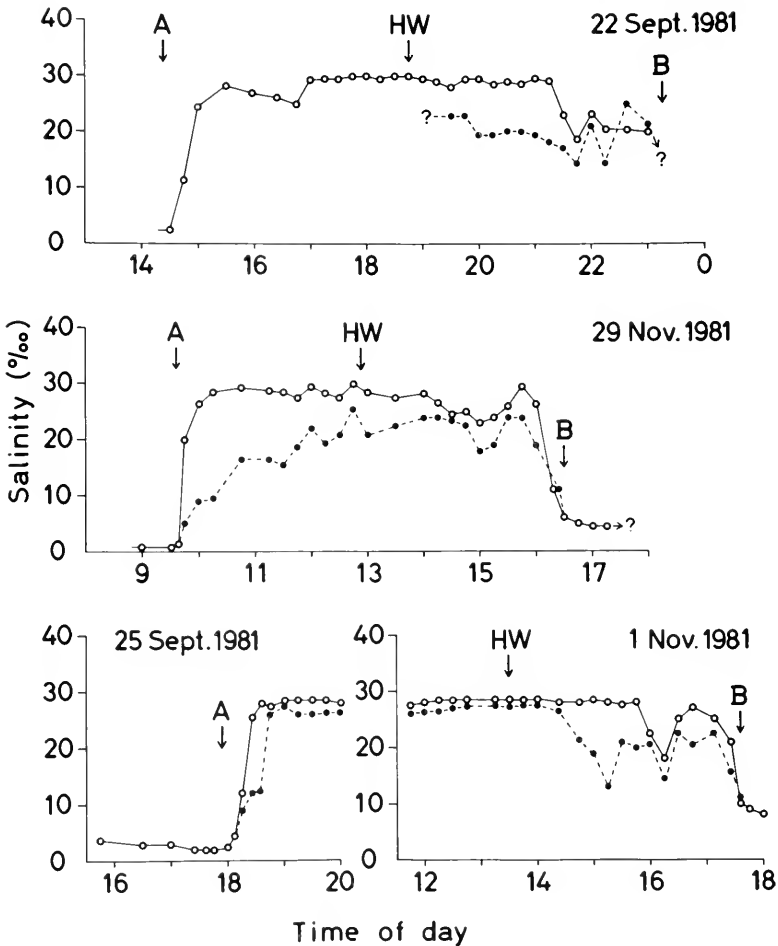 40
A
HW
22 Sept. 1981
B
30
20
?
?
10
0
14 16 18 20 22 0
40
A
HW
29 Nov. 1981
30
20
B
10
?
0
9 11 13 15 17
Salinity (°/oo)
40
25 Sept. 1981
A
30
20
10
0
16 18 20
40
HW
1 Nov. 1981
B
30
20
10
0
12 14 16 18
Time of day